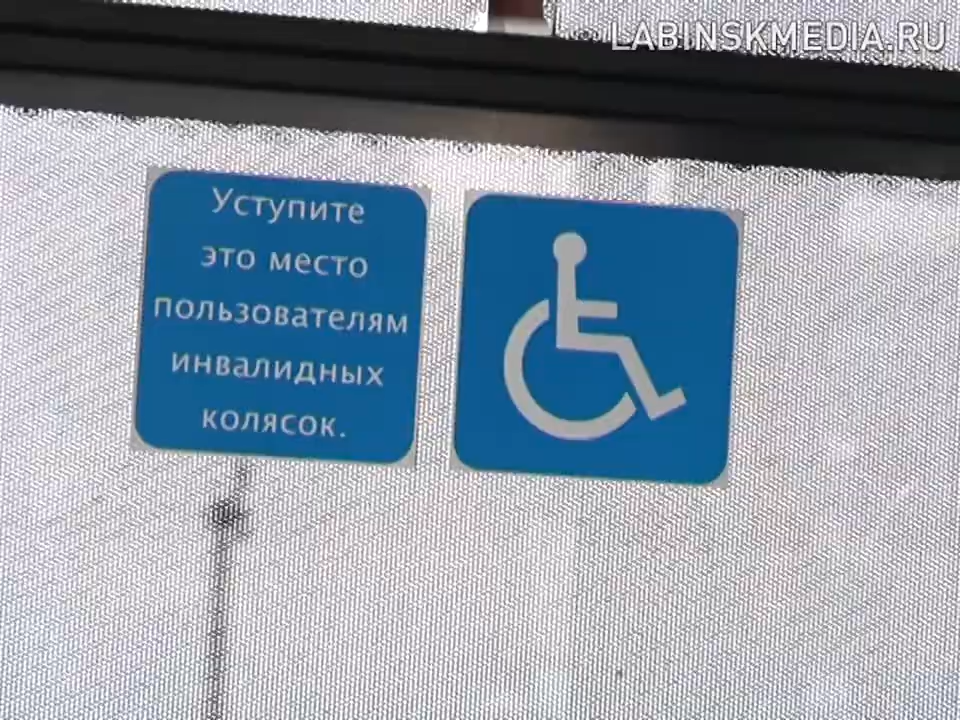 LABINSKMEDIA.RU
Уступите
это место
пользователям
инвалидных
колясок.